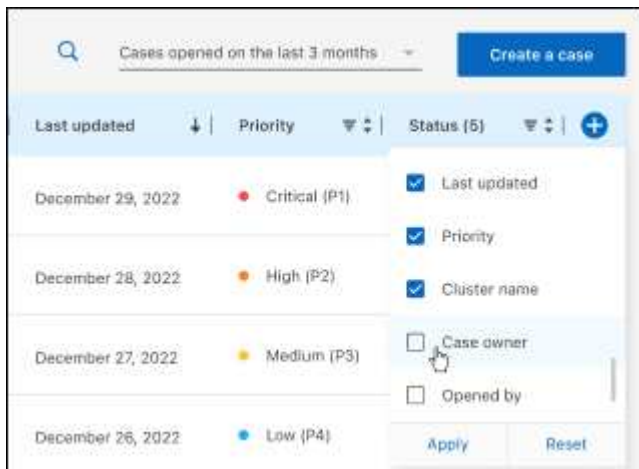 Cases opened on the last 3 months
Create a case
Last updated
Priority
Status (5)
Last updated
December 29, 2022
Critical (P1)
Priority
December 28, 2022
High (P2)
Cluster name
Case owner
December 27, 2022
Medium (P3)
Opened by
December 26, 2022
Low (P4)
Apply
Reset